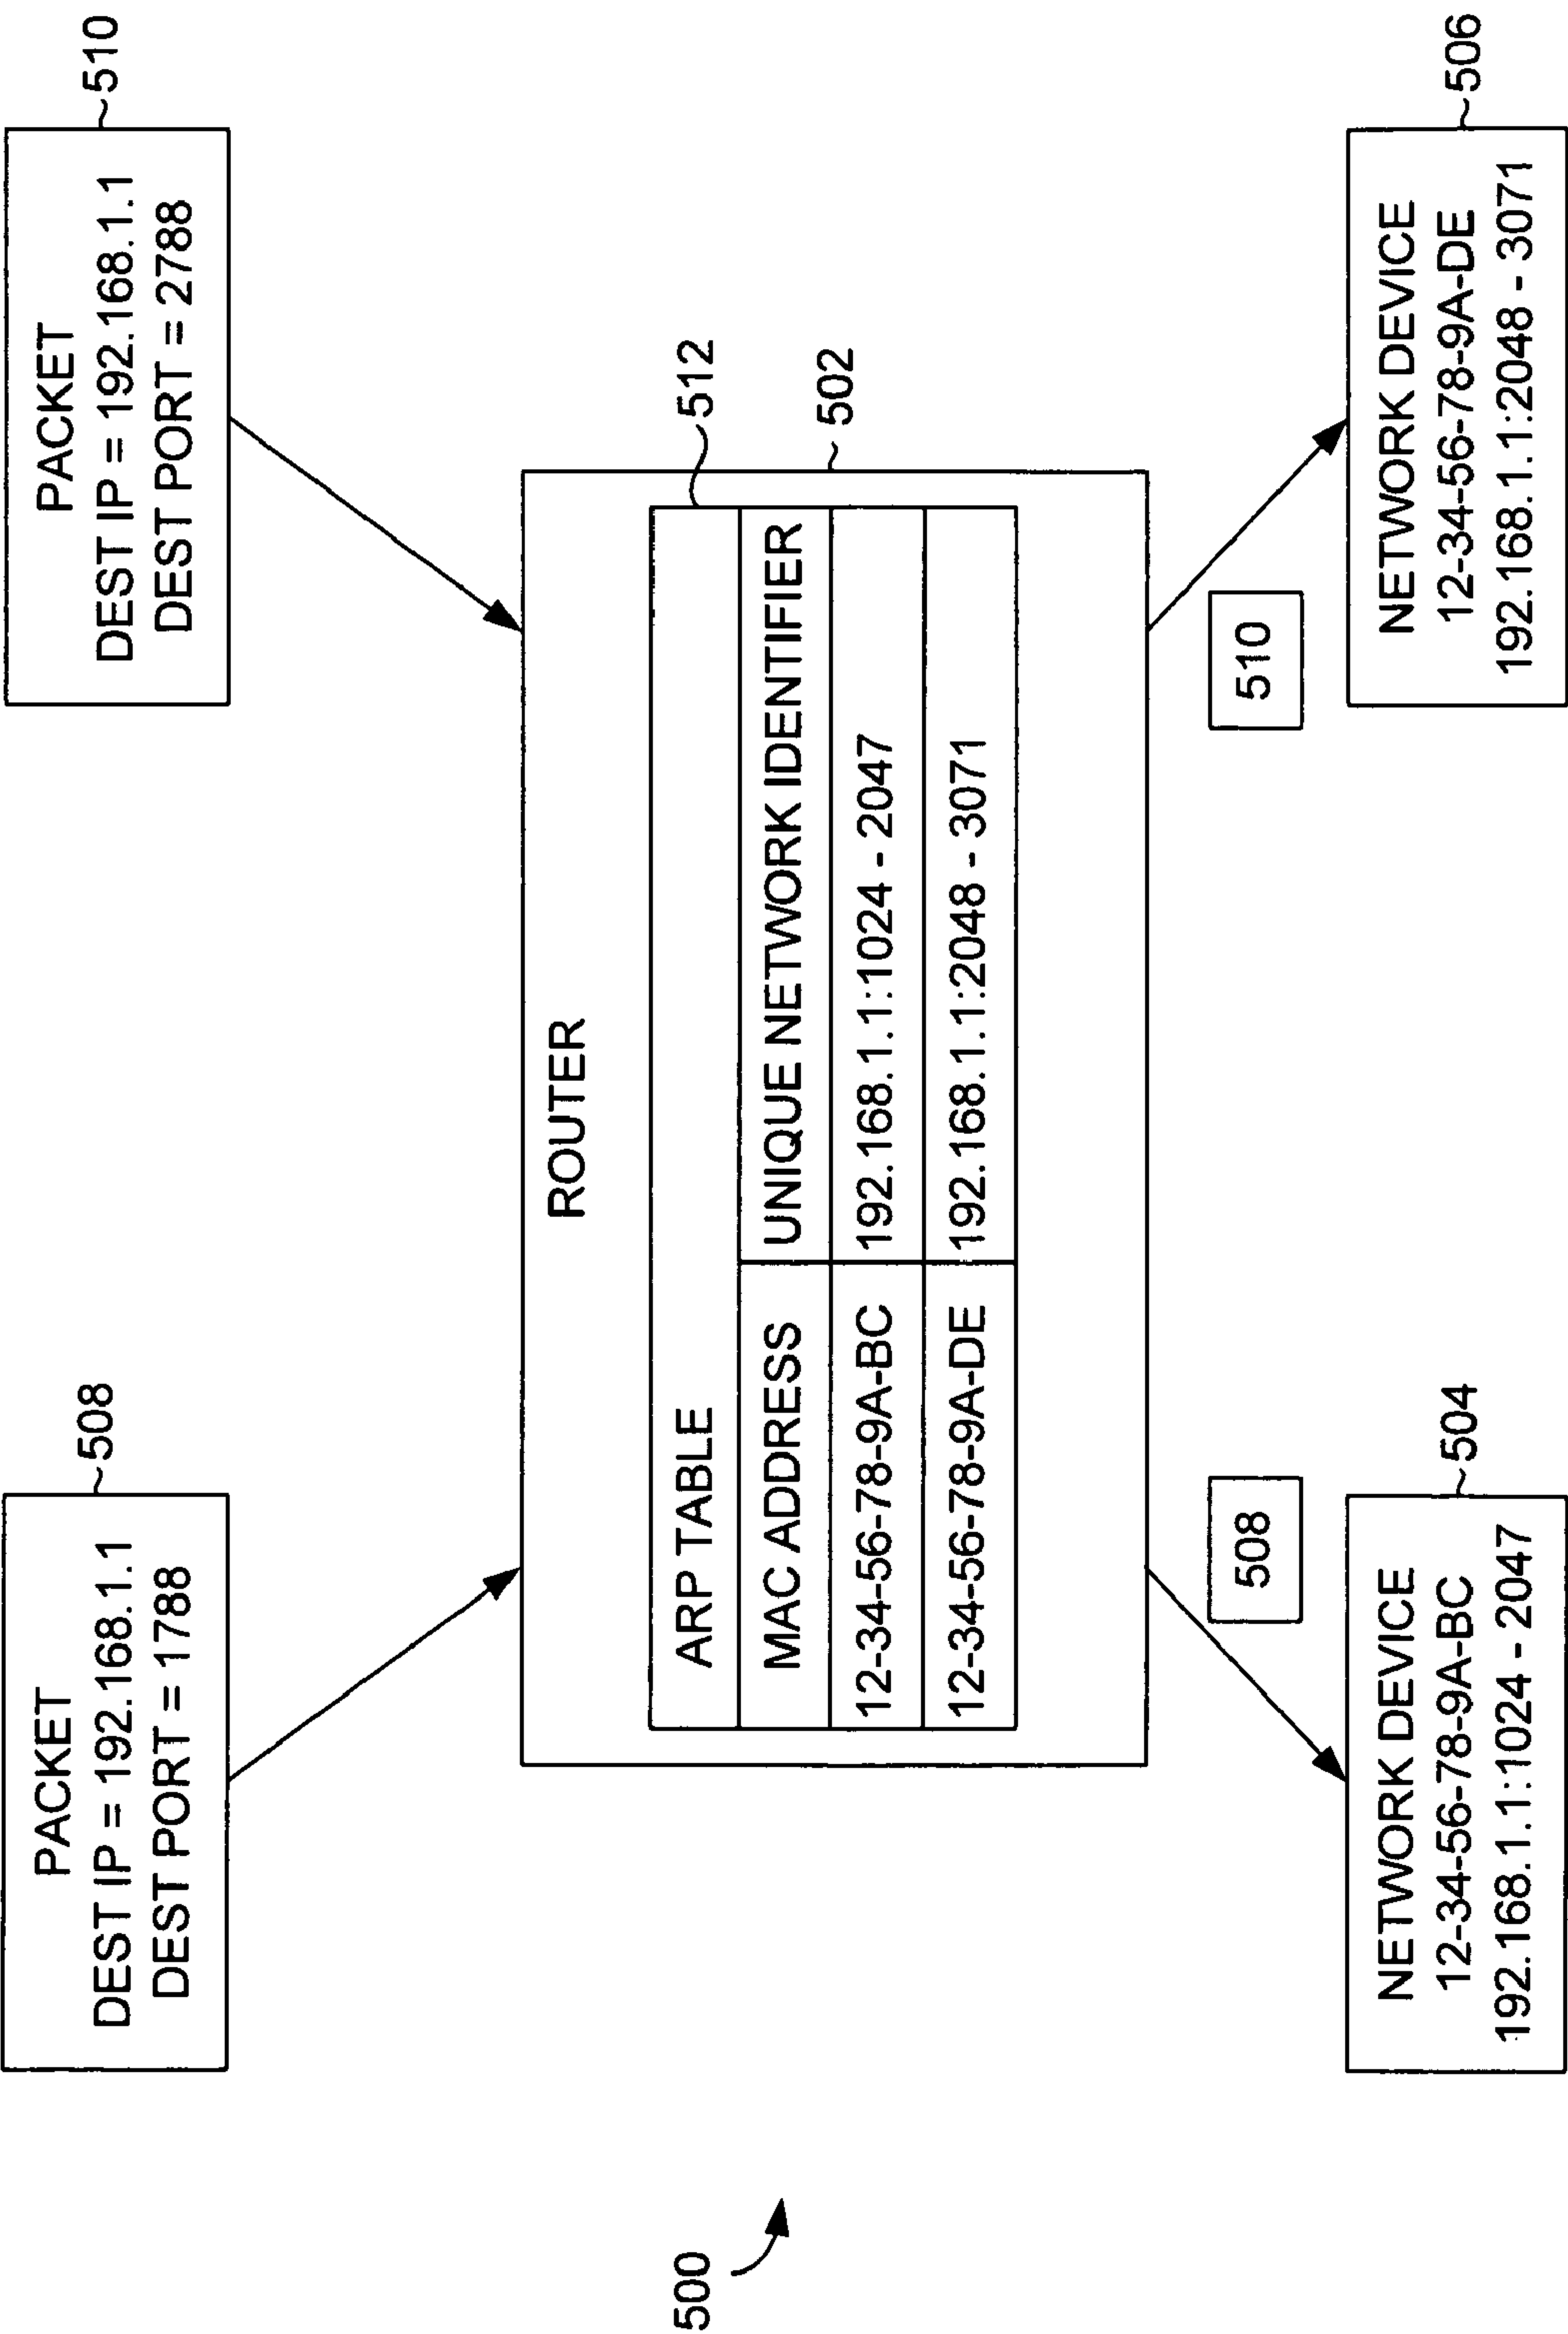 508
PACKET
DEST IP = 192.168.1.1
DEST PORT = 1788
510
PACKET
DEST IP = 192.168.1.1
DEST PORT = 2788
ROUTER
512
502
ARP TABLE
MAC ADDRESS UNIQUE NETWORK IDENTIFIER
12-34-56-78-9A-BC 192.168.1.1:1024 - 2047
12-34-56-78-9A-DE 192.168.1.1:2048 - 3071
500
508
510
504
NETWORK DEVICE
12-34-56-78-9A-BC
192.168.1.1:1024 - 2047
506
NETWORK DEVICE
12-34-56-78-9A-DE
192.168.1.1:2048 - 3071